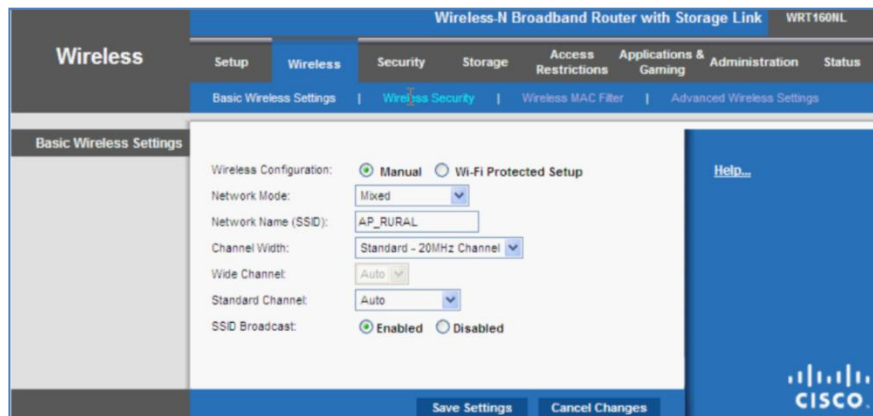 Wireless-N Broadband Router with Storage Link WRT160NL
Wireless
Setup Wireless Security Storage Access Restrictions Applications & Gaming Administration Status
Basic Wireless Settings | Wireless Security | Wireless MAC Filter | Advanced Wireless Settings
Basic Wireless Settings
Wireless Configuration: Manual Wi-Fi Protected Setup
Help...
Network Mode: Mixed
Network Name (SSID): AP_RURAL
Channel Width: Standard - 20MHz Channel
Wide Channel: Auto
Standard Channel: Auto
SSID Broadcast: Enabled Disabled
CISCO.
Save Settings Cancel Changes